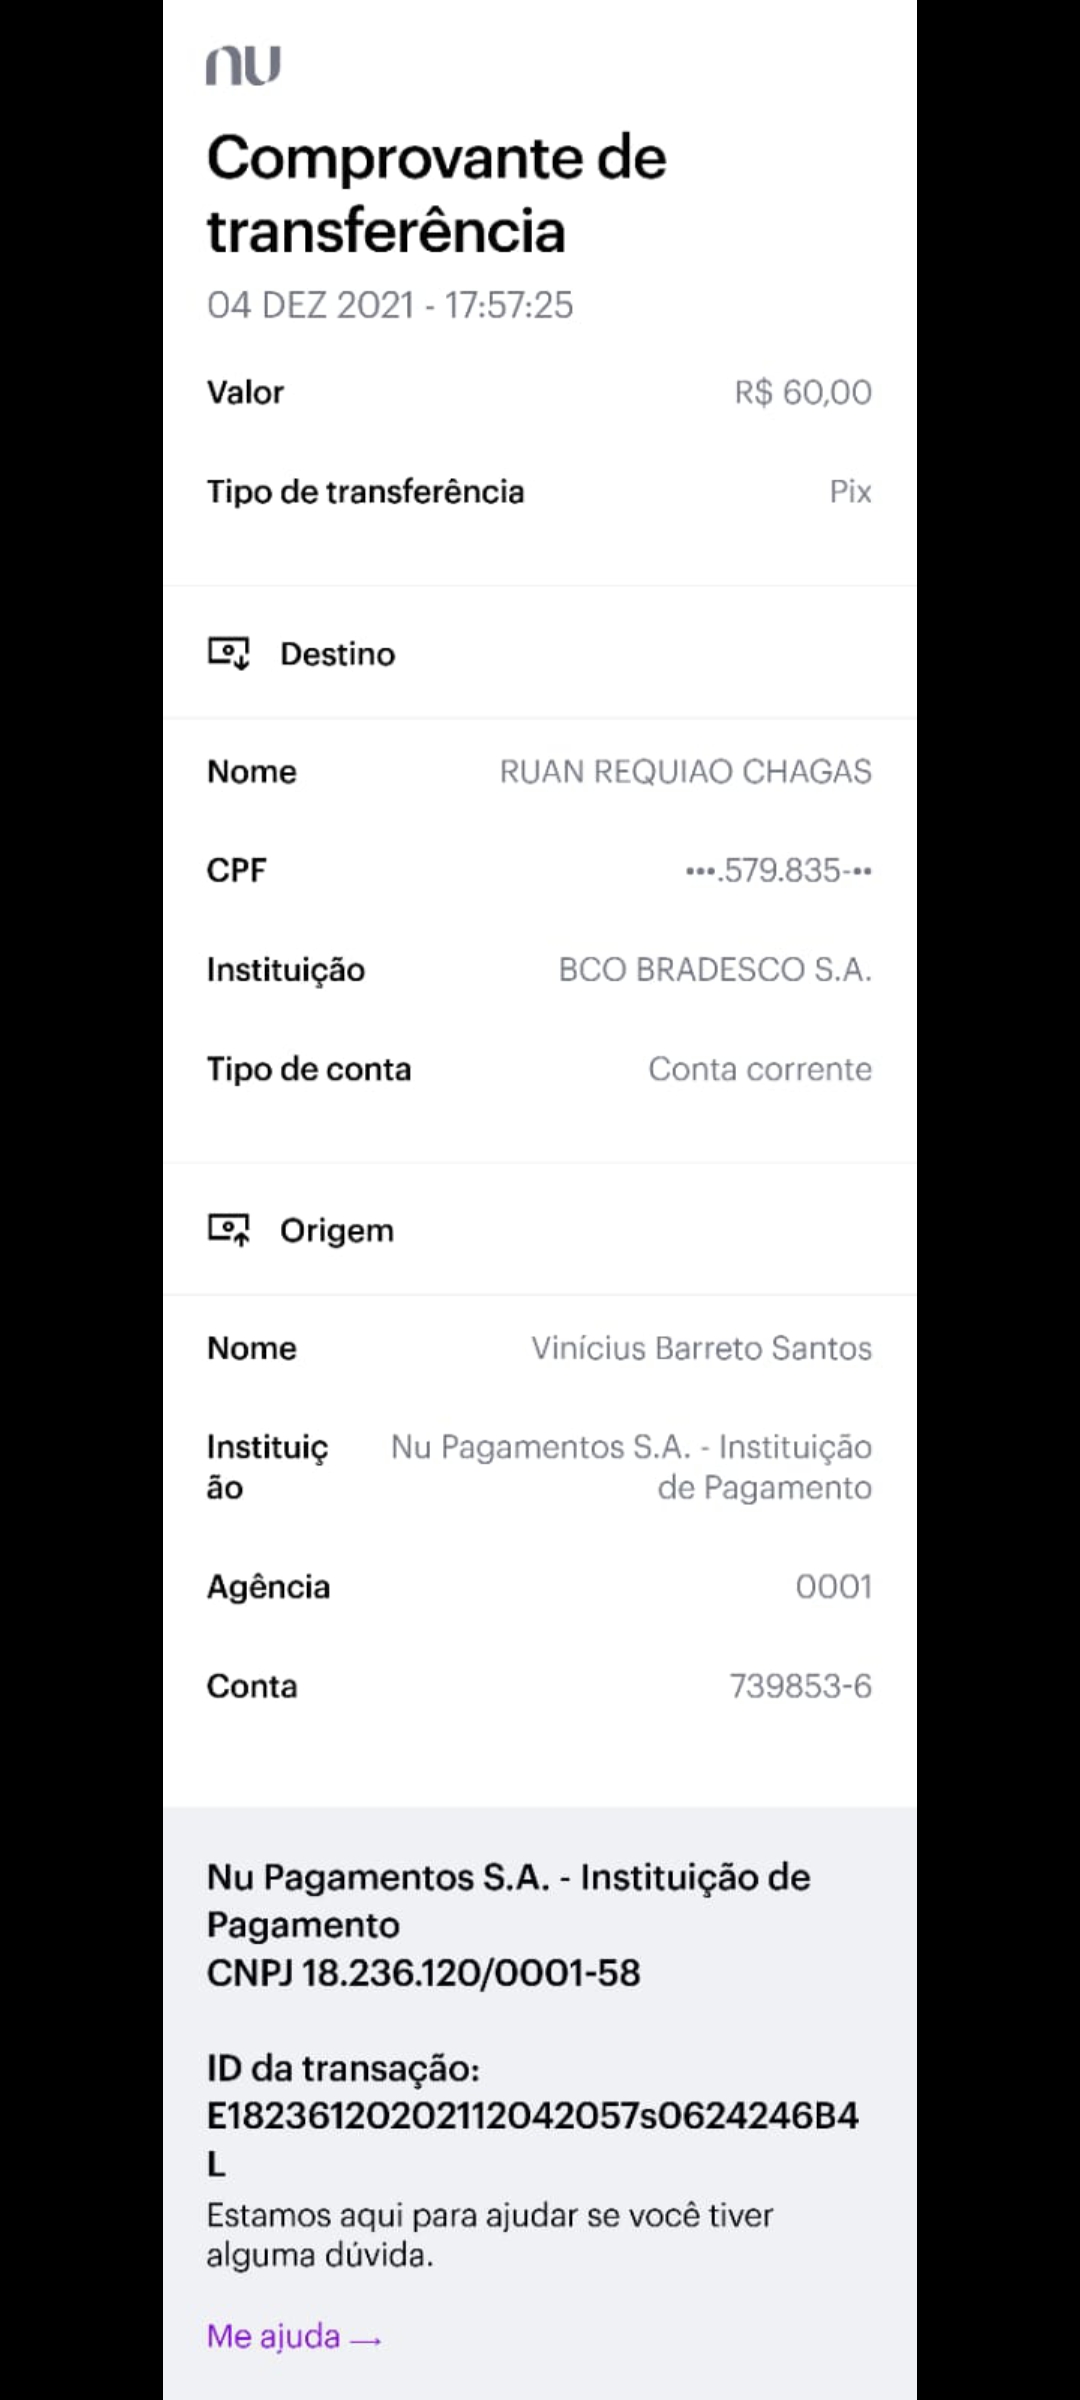 nu
Comprovante de
transferência
04 DEZ 2021 - 17:57:25
Valor R$ 60,00
Tipo de transferência Pix
Destino
Nome RUAN REQUIAO CHAGAS
CPF •••.579.835-••
Instituição BCO BRADESCO S.A.
Tipo de conta Conta corrente
Origem
Nome Vinícius Barreto Santos
Instituiç Nu Pagamentos S.A. - Instituição
ão de Pagamento
Agência 0001
Conta 739853-6
Nu Pagamentos S.A. - Instituição de
Pagamento
CNPJ 18.236.120/0001-58
ID da transação:
E18236120202112042057s0624246B4
L
Estamos aqui para ajudar se você tiver
alguma dúvida.
Me ajuda →